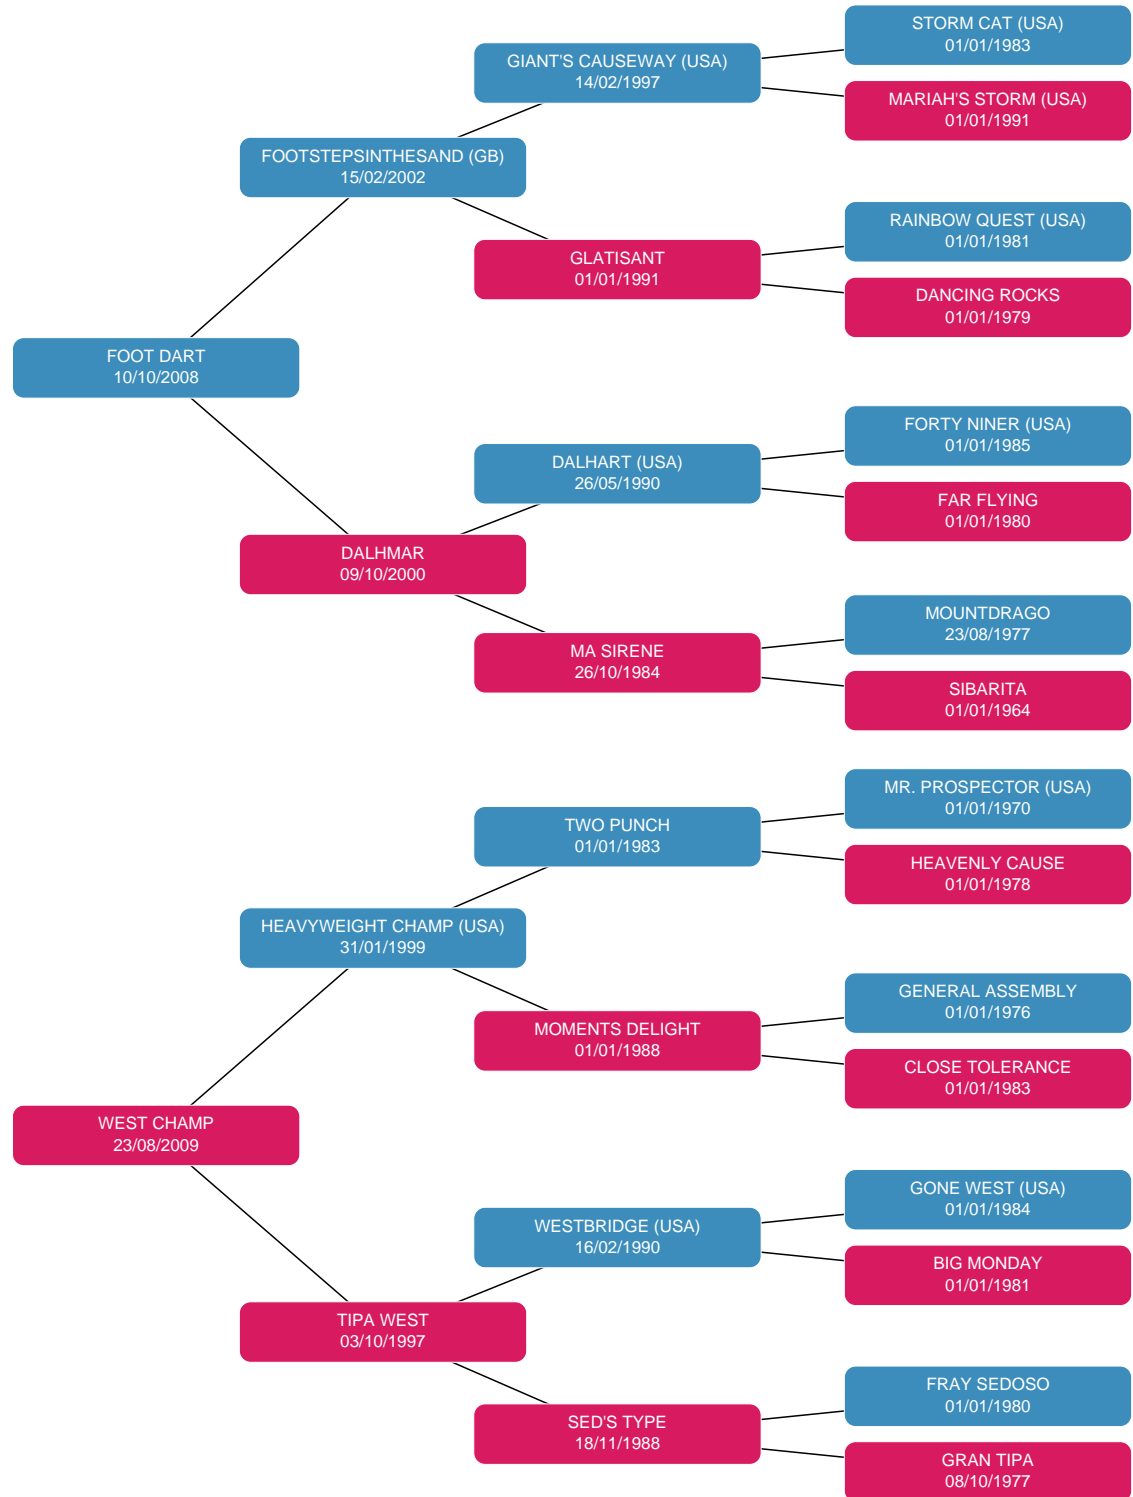 STORM CAT (USA)
01/01/1983
GIANT'S CAUSEWAY (USA)
14/02/1997
MARIAH'S STORM (USA)
01/01/1991
FOOTSTEPSINTHESAND (GB)
15/02/2002
RAINBOW QUEST (USA)
01/01/1981
GLATISANT
01/01/1991
DANCING ROCKS
01/01/1979
FOOT DART
10/10/2008
FORTY NINER (USA)
01/01/1985
DALHART (USA)
26/05/1990
FAR FLYING
01/01/1980
DALHMAR
09/10/2000
MOUNTDRAGO
23/08/1977
MA SIRENE
26/10/1984
SIBARITA
01/01/1964
MR. PROSPECTOR (USA)
01/01/1970
TWO PUNCH
01/01/1983
HEAVENLY CAUSE
01/01/1978
HEAVYWEIGHT CHAMP (USA)
31/01/1999
GENERAL ASSEMBLY
01/01/1976
MOMENTS DELIGHT
01/01/1988
CLOSE TOLERANCE
01/01/1983
WEST CHAMP
23/08/2009
GONE WEST (USA)
01/01/1984
WESTBRIDGE (USA)
16/02/1990
BIG MONDAY
01/01/1981
TIPA WEST
03/10/1997
FRAY SEDOSO
01/01/1980
SED'S TYPE
18/11/1988
GRAN TIPA
08/10/1977